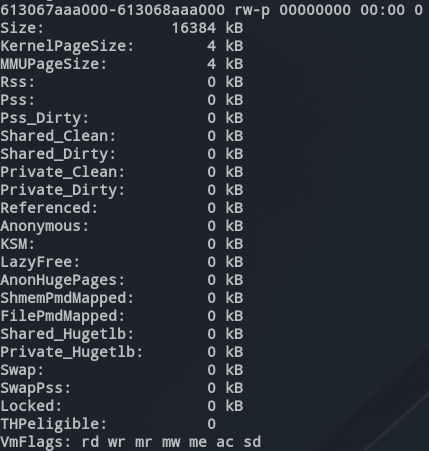 613067aaa000-613068aaa000 rw-p 00000000 00:00 0
Size:              16384 kB
KernelPageSize:        4 kB
MMUPageSize:           4 kB
Rss:                   0 kB
Pss:                   0 kB
Pss_Dirty:             0 kB
Shared_Clean:          0 kB
Shared_Dirty:          0 kB
Private_Clean:         0 kB
Private_Dirty:         0 kB
Referenced:            0 kB
Anonymous:             0 kB
KSM:                   0 kB
LazyFree:              0 kB
AnonHugePages:         0 kB
ShmemPmdMapped:        0 kB
FilePmdMapped:         0 kB
Shared_Hugetlb:        0 kB
Private_Hugetlb:       0 kB
Swap:                  0 kB
SwapPss:               0 kB
Locked:                0 kB
THPeligible:           0
VmFlags: rd wr mr mw me ac sd